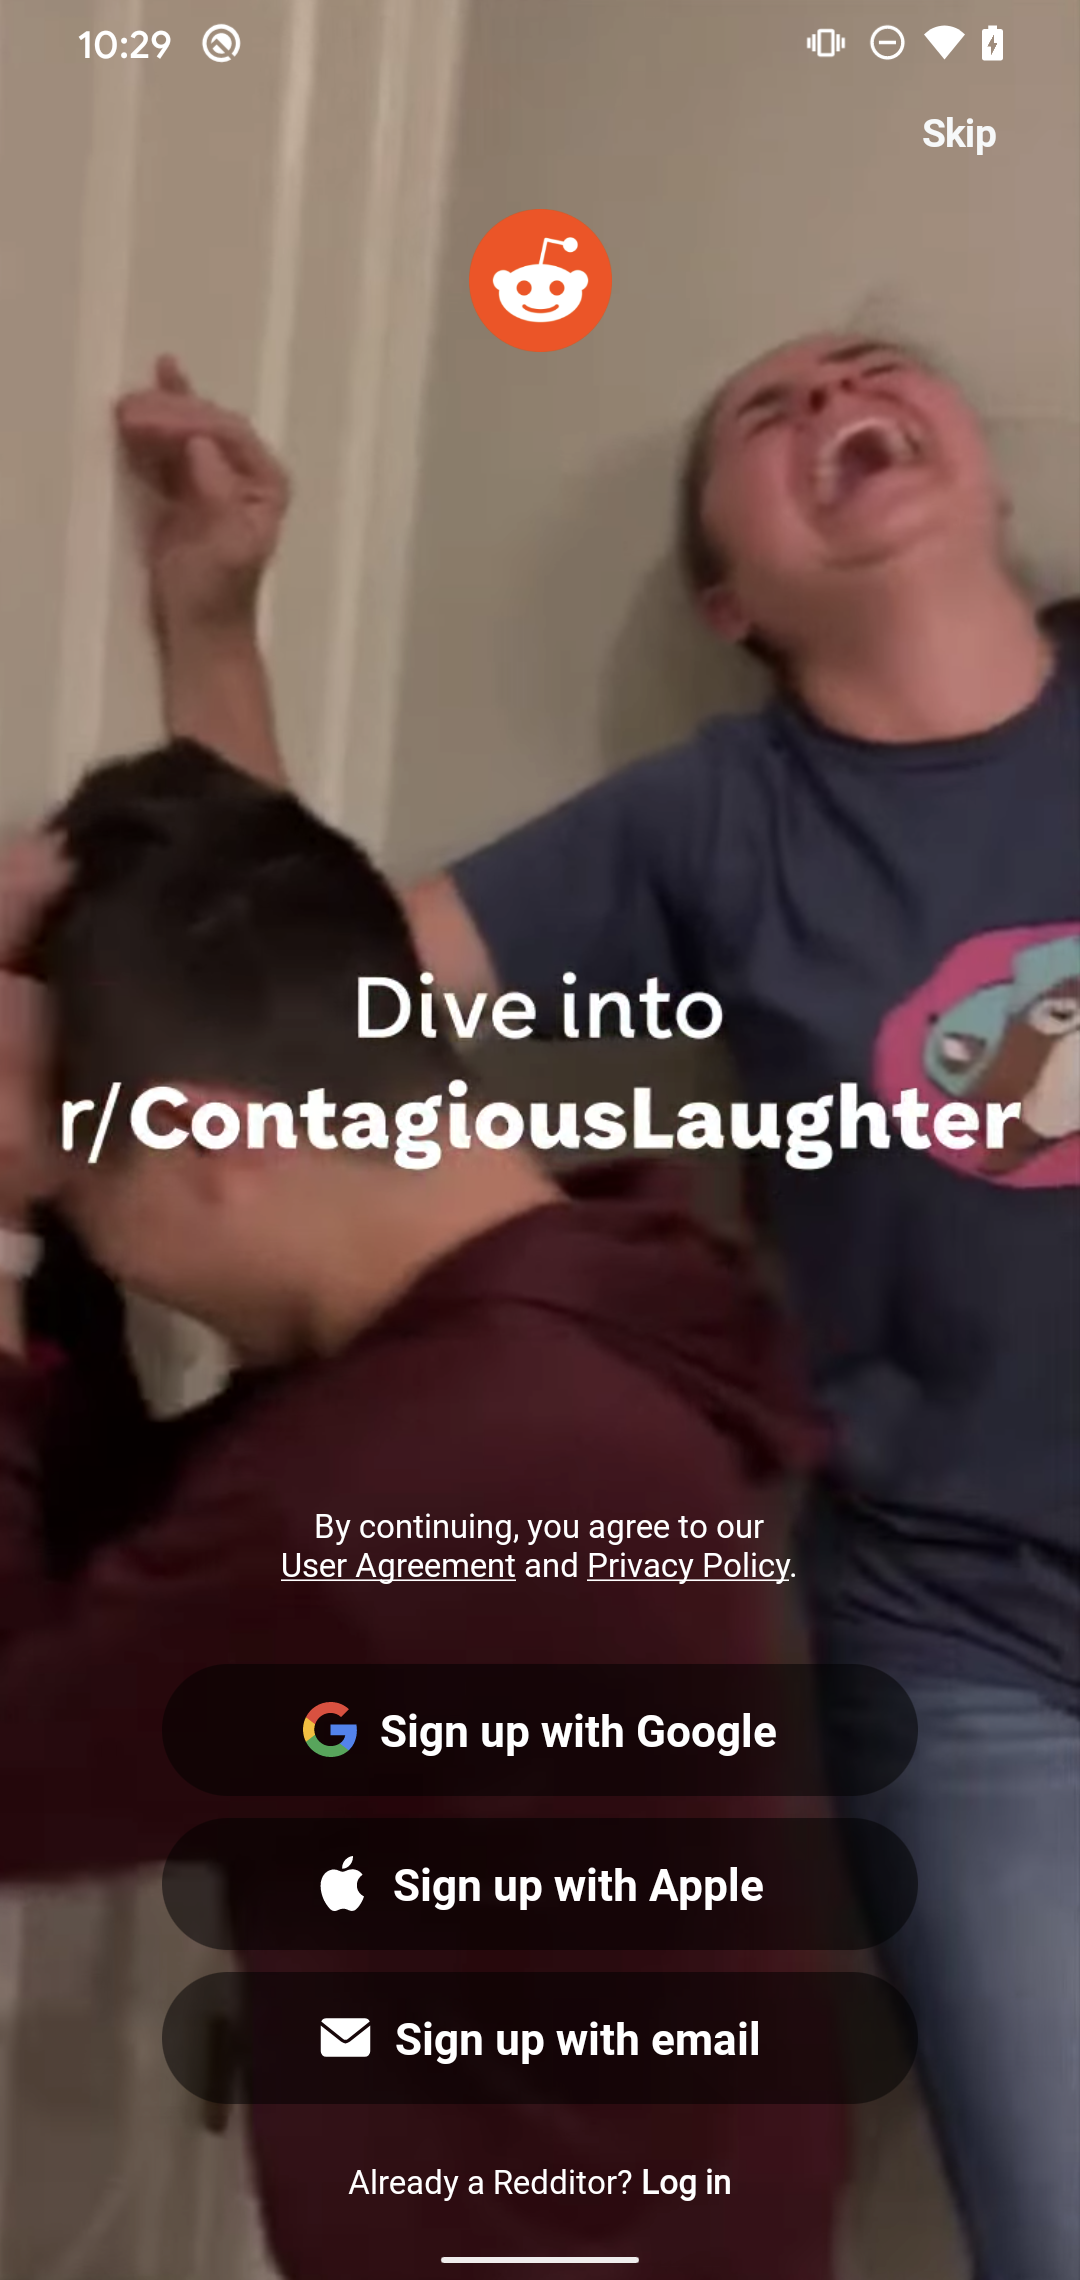 10:29
Skip
Dive into
r/ContagiousLaughter
By continuing, you agree to our
User Agreement and Privacy Policy.
Sign up with Google
Sign up with Apple
Sign up with email
Already a Redditor? Log in